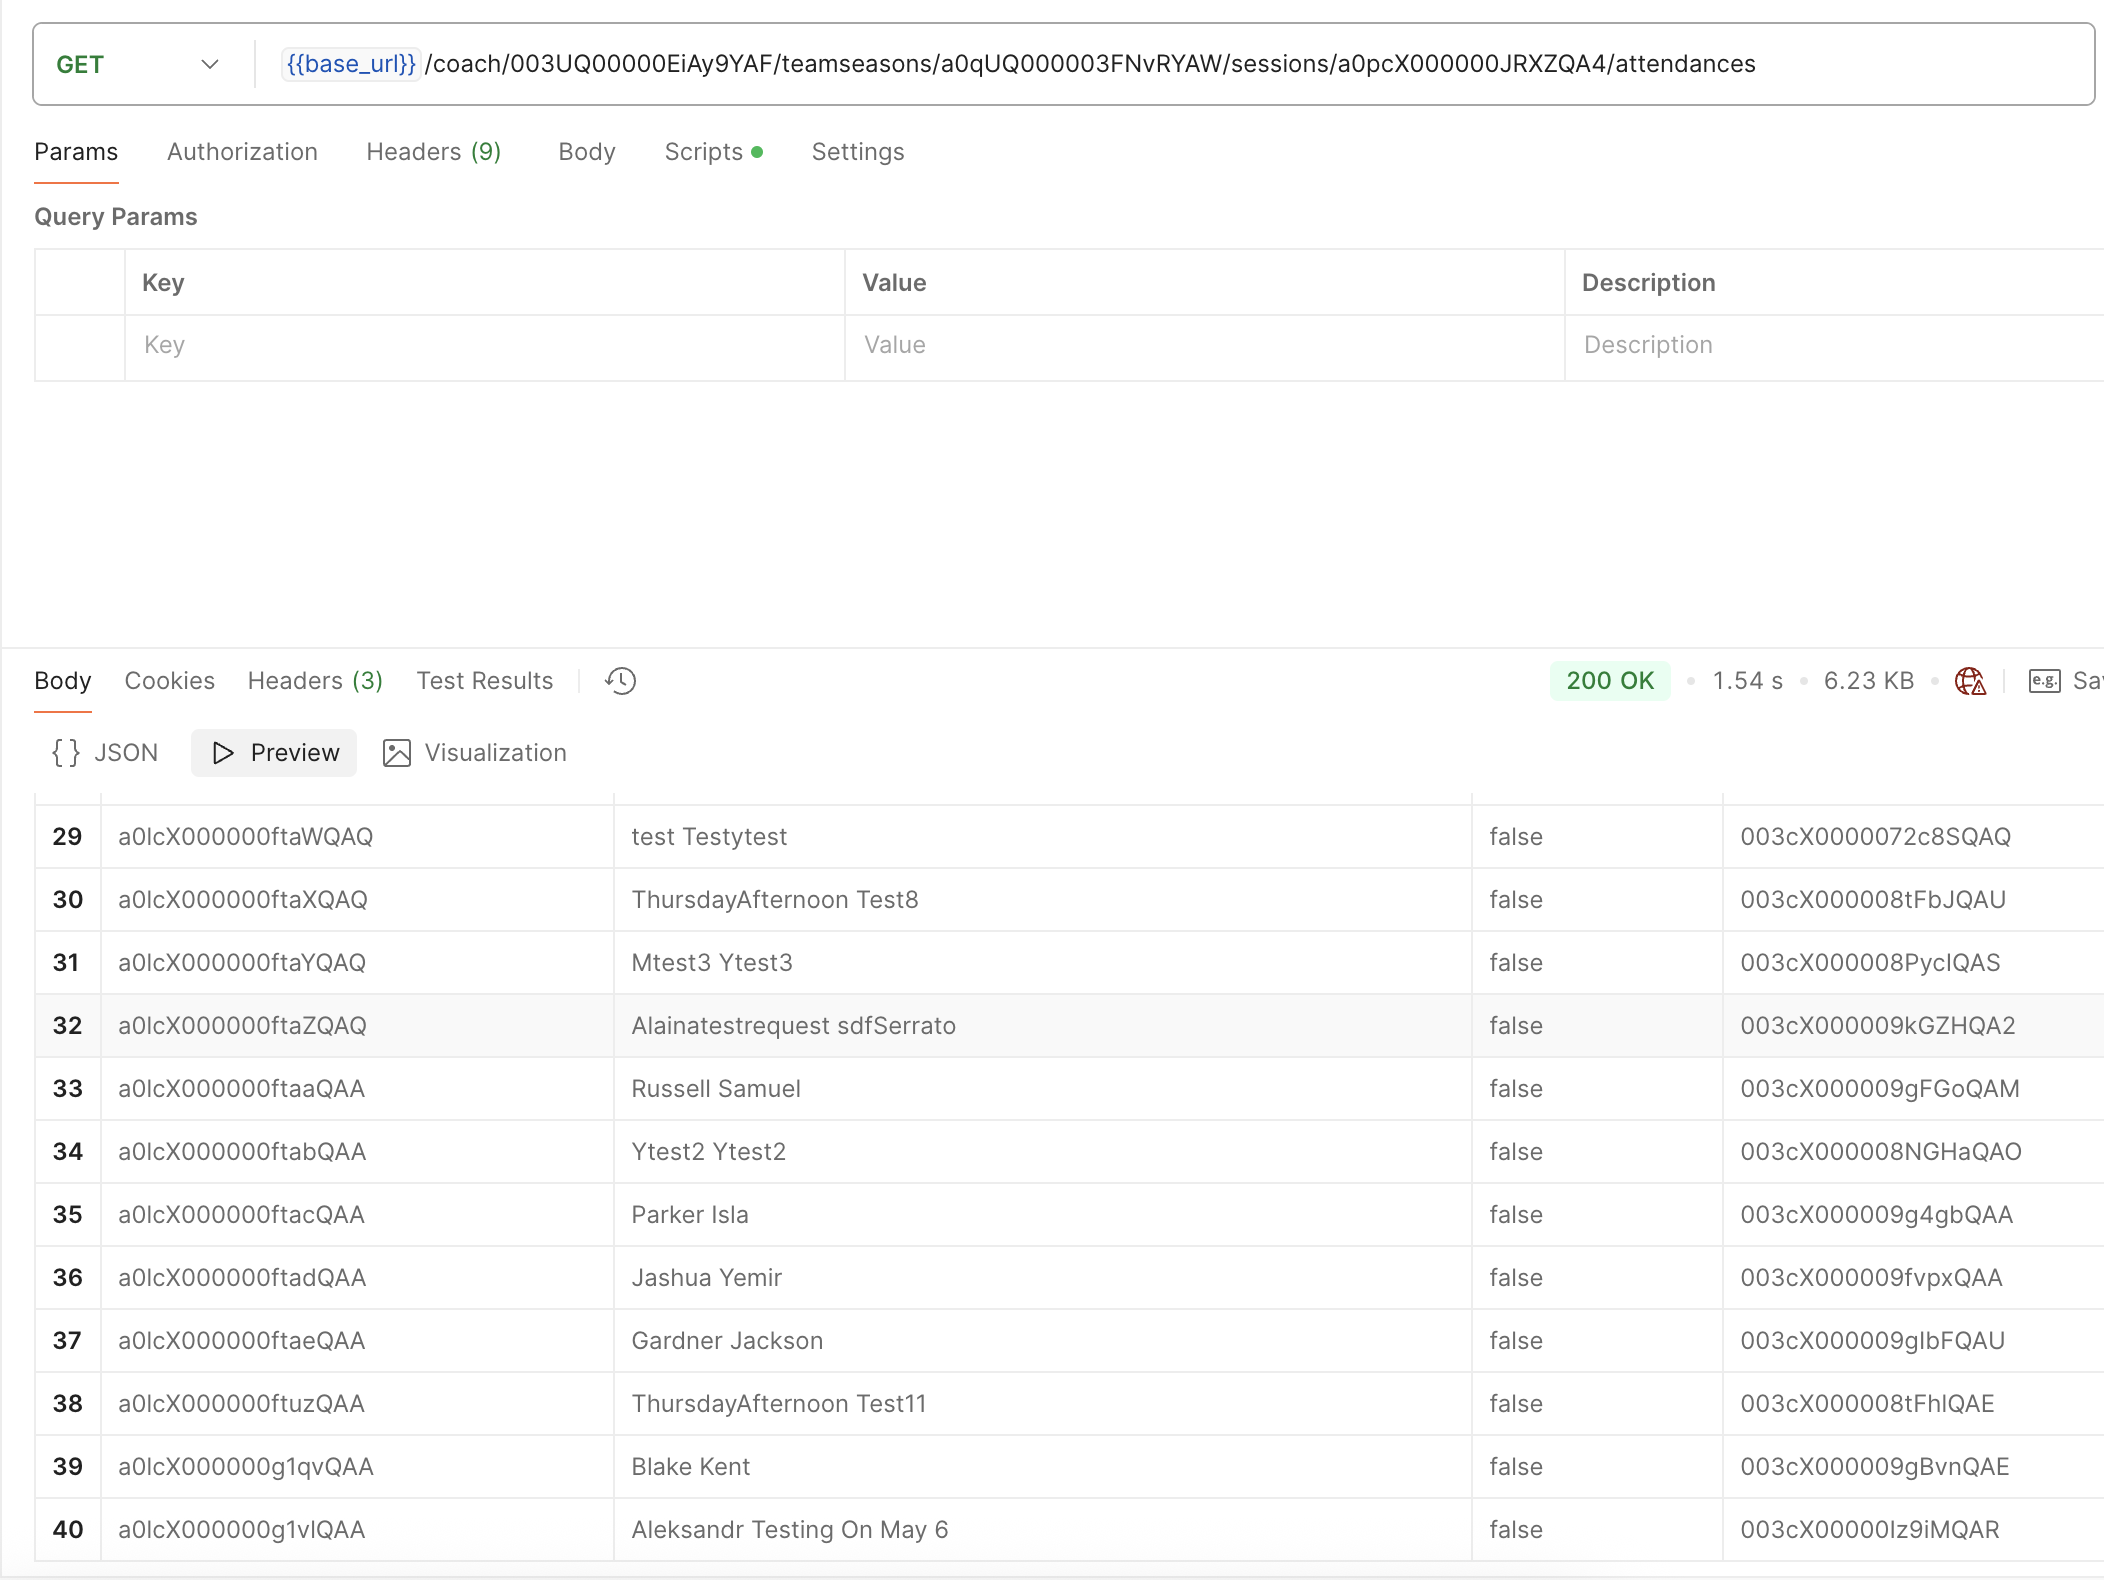 GET {{base_url}}/coach/003UQ00000EiAy9YAF/teamseasons/a0qUQ000003FNvRYAW/sessions/a0pcX000000JRXZQA4/attendances
Params Authorization Headers (9) Body Scripts Settings
Query Params
Key Value Description
Key Value Description
Body Cookies Headers (3) Test Results 200 OK 1.54 s 6.23 KB e.g. Sav
{} JSON Preview Visualization
29 a0lcX000000ftaWQAQ test Testytest false 003cX0000072c8SQAQ
30 a0lcX000000ftaXQAQ ThursdayAfternoon Test8 false 003cX000008tFbJQAU
31 a0lcX000000ftaYQAQ Mtest3 Ytest3 false 003cX000008PycIQAS
32 a0lcX000000ftaZQAQ Alainatestrequest sdfSerrato false 003cX000009kGZHQA2
33 a0lcX000000ftaaQAA Russell Samuel false 003cX000009gFGoQAM
34 a0lcX000000ftabQAA Ytest2 Ytest2 false 003cX000008NGHaQAO
35 a0lcX000000ftacQAA Parker Isla false 003cX000009g4gbQAA
36 a0lcX000000ftadQAA Jashua Yemir false 003cX000009fvpxQAA
37 a0lcX000000ftaeQAA Gardner Jackson false 003cX000009glbFQAU
38 a0lcX000000ftuzQAA ThursdayAfternoon Test11 false 003cX000008tFhlQAE
39 a0lcX000000g1qvQAA Blake Kent false 003cX000009gBvnQAE
40 a0lcX000000g1vlQAA Aleksandr Testing On May 6 false 003cX00000Iz9iMQAR